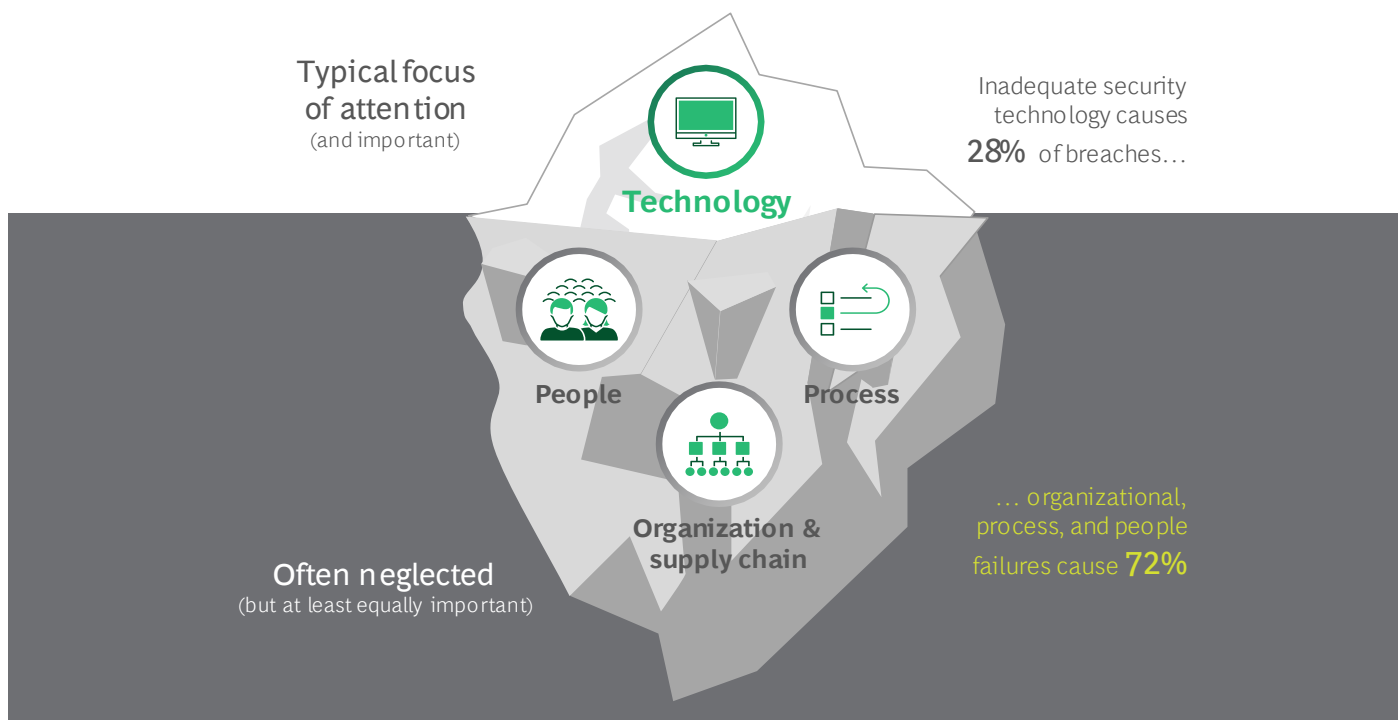 Typical focus
of attention
(and important)
Inadequate security
technology causes
28% of breaches…
Technology
People
Process
Organization &
supply chain
… organizational,
process, and people
failures cause 72%
Often neglected
(but at least equally important)